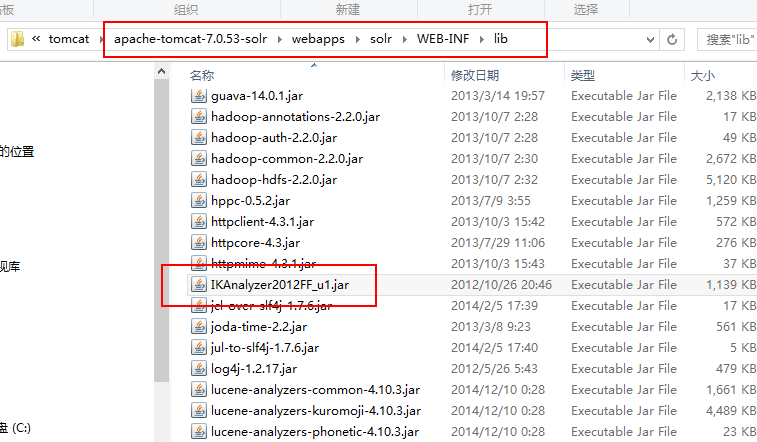 组织 新建 打开 选择
« tomcat › apache-tomcat-7.0.53-solr › webapps › solr › WEB-INF › lib 搜索"lib"
名称 修改日期 类型 大小
guava-14.0.1.jar 2013/3/14 19:57 Executable Jar File 2,138 KB
hadoop-annotations-2.2.0.jar 2013/10/7 2:28 Executable Jar File 17 KB
hadoop-auth-2.2.0.jar 2013/10/7 2:28 Executable Jar File 49 KB
的位置
hadoop-common-2.2.0.jar 2013/10/7 2:30 Executable Jar File 2,672 KB
hadoop-hdfs-2.2.0.jar 2013/10/7 2:32 Executable Jar File 5,120 KB
hppc-0.5.2.jar 2013/7/9 3:55 Executable Jar File 1,259 KB
httpclient-4.3.1.jar 2013/10/3 15:42 Executable Jar File 572 KB
httpcore-4.3.jar 2013/7/29 11:06 Executable Jar File 276 KB
现库
httpmime-4.3.1.jar 2013/10/3 15:43 Executable Jar File 37 KB
IKAnalyzer2012FF_u1.jar 2012/10/26 20:46 Executable Jar File 1,139 KB
jcl-over-slf4j-1.7.6.jar 2014/2/5 17:39 Executable Jar File 17 KB
joda-time-2.2.jar 2013/3/8 9:23 Executable Jar File 561 KB
jul-to-slf4j-1.7.6.jar 2014/2/5 17:40 Executable Jar File 5 KB
log4j-1.2.17.jar 2012/5/26 5:43 Executable Jar File 479 KB
lucene-analyzers-common-4.10.3.jar 2014/12/10 0:28 Executable Jar File 1,661 KB
lucene-analyzers-kuromoji-4.10.3.jar 2014/12/10 0:28 Executable Jar File 4,489 KB
盘 (C:)
lucene-analyzers-phonetic-4.10.3.jar 2014/12/10 0:28 Executable Jar File 23 KB